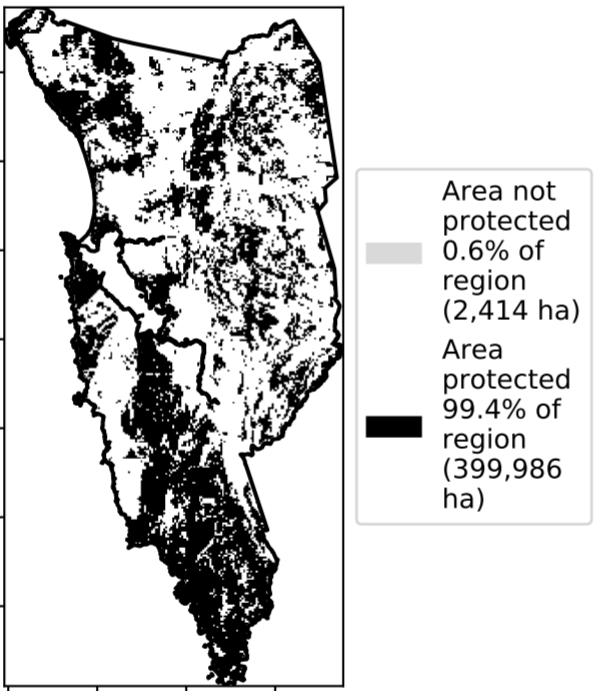 Area not
protected
0.6% of
region
(2,414 ha)
Area
protected
99.4% of
region
(399,986
ha)